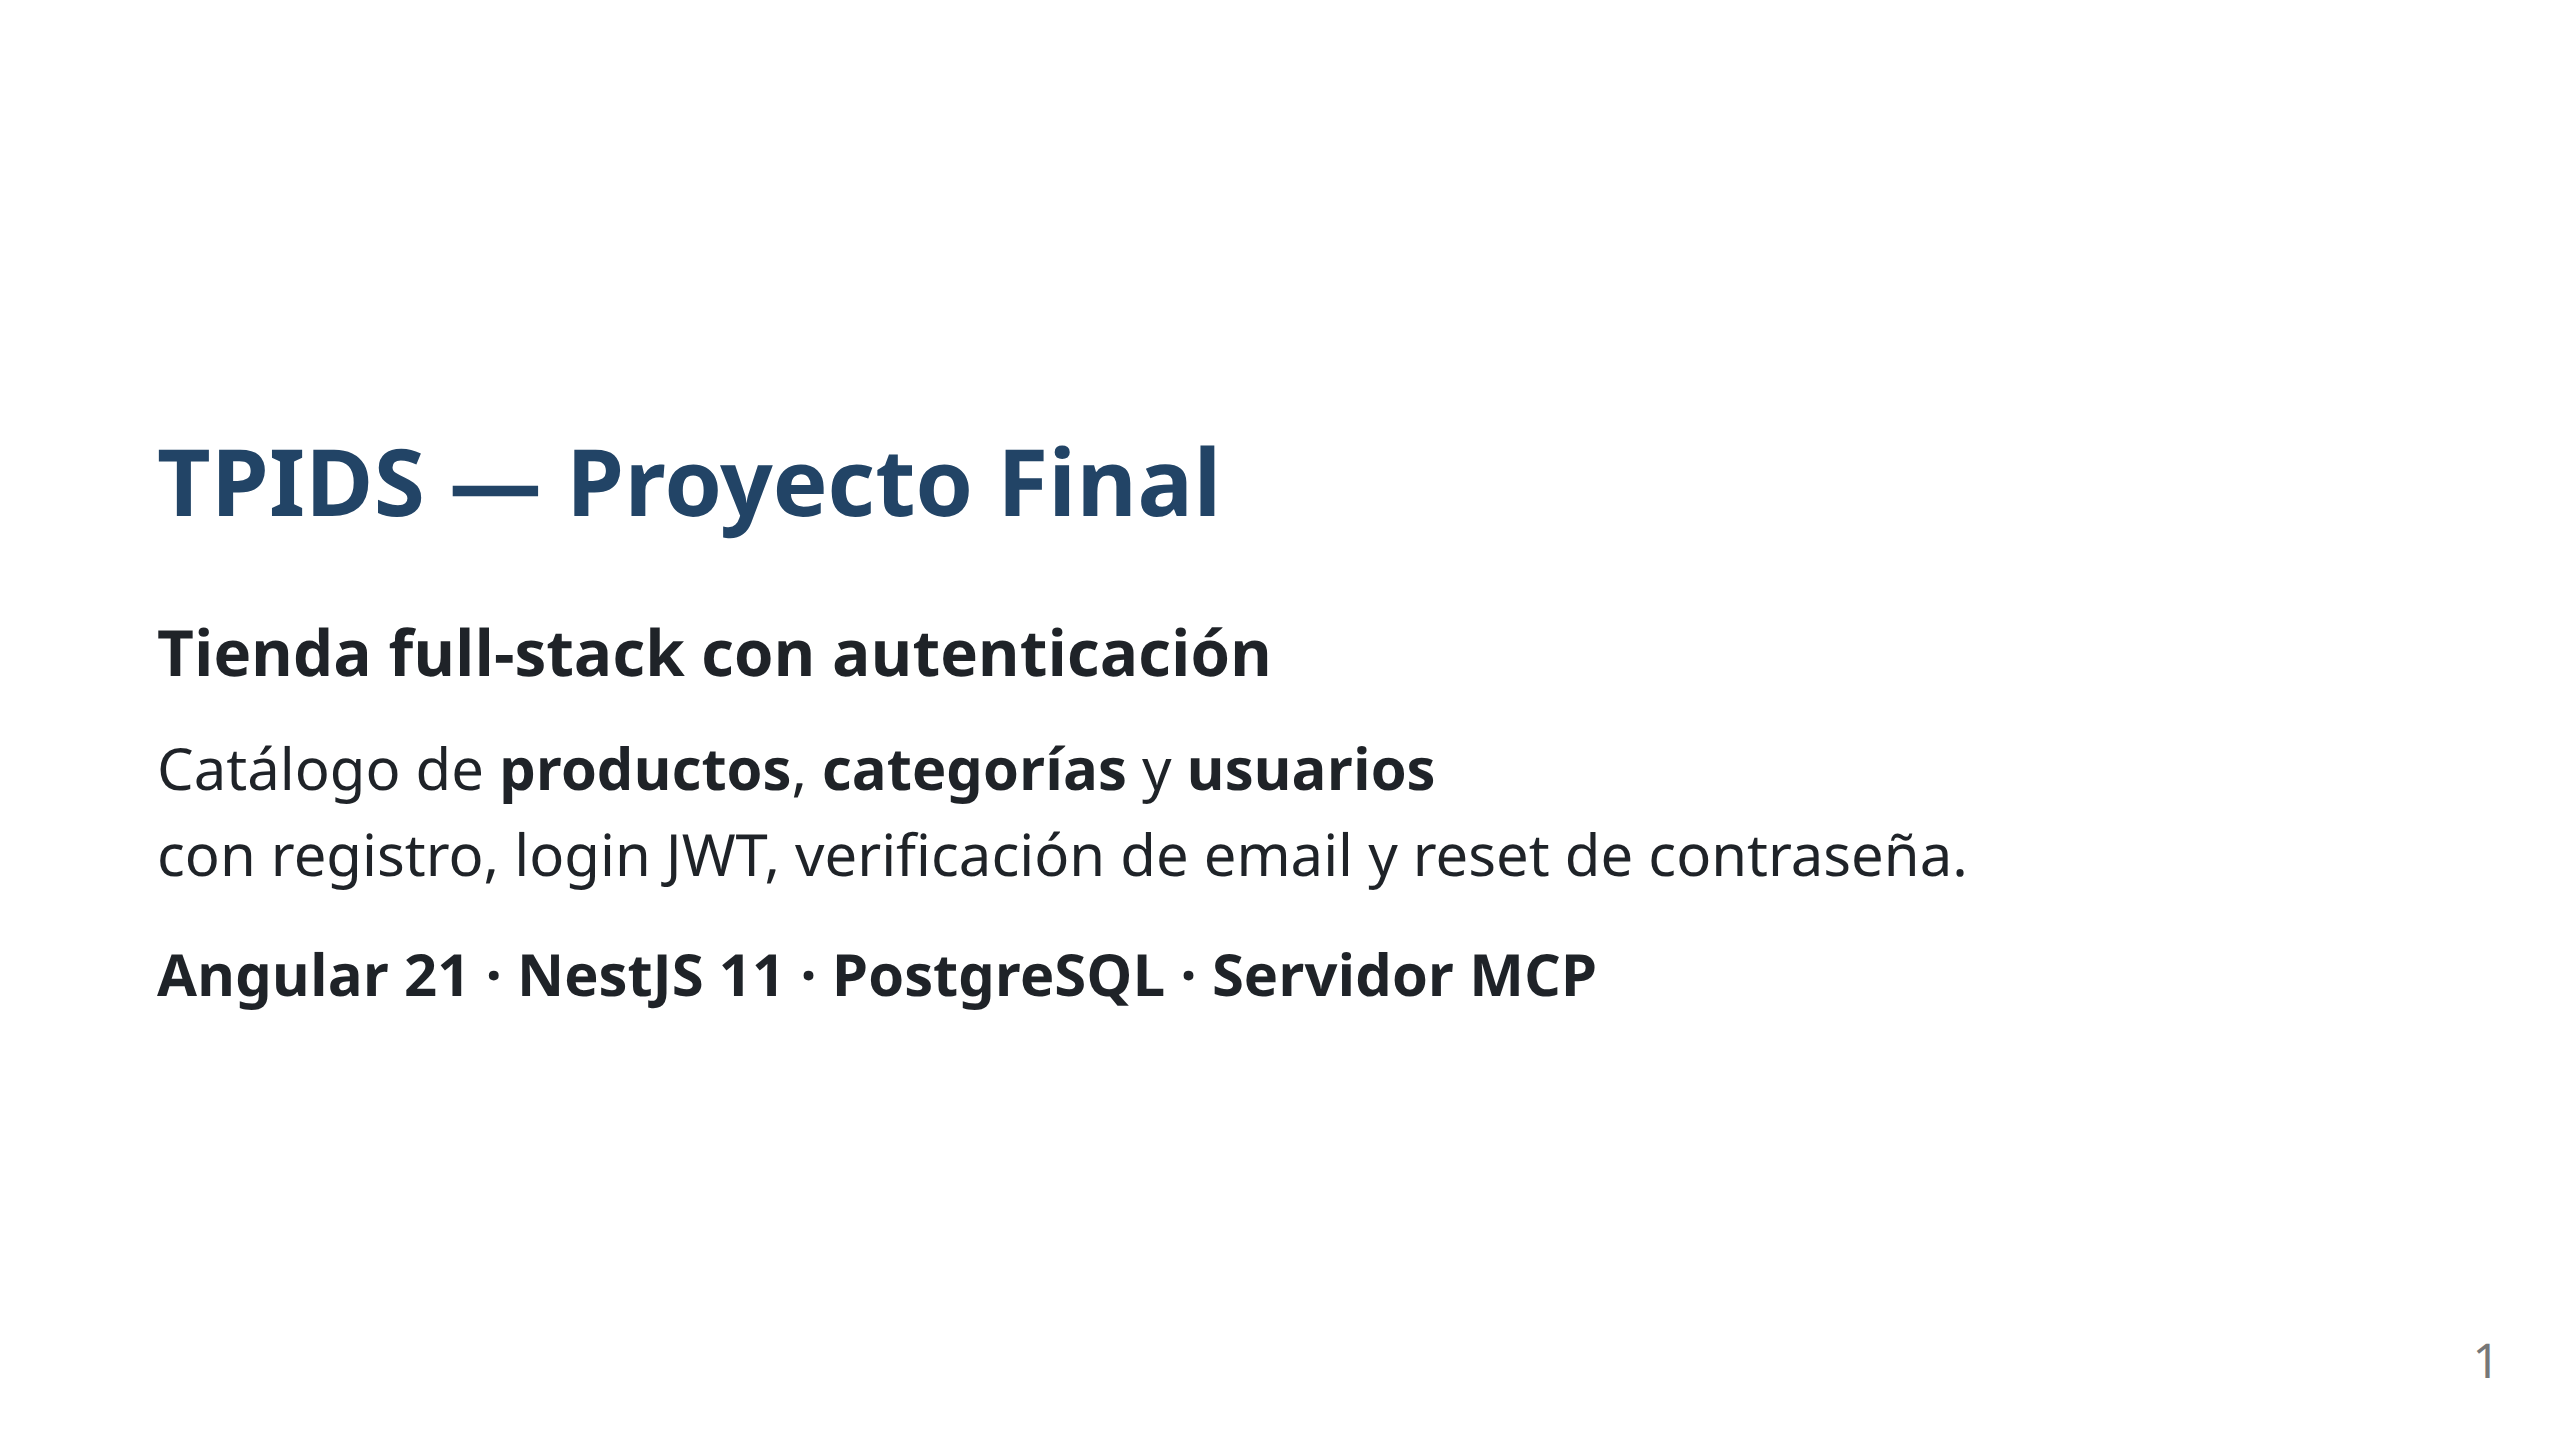 TPIDS — Proyecto Final
Tienda full-stack con autenticación
Catálogo de productos, categorías y usuarios
con registro, login JWT, verificación de email y reset de contraseña.
Angular 21 · NestJS 11 · PostgreSQL · Servidor MCP
1